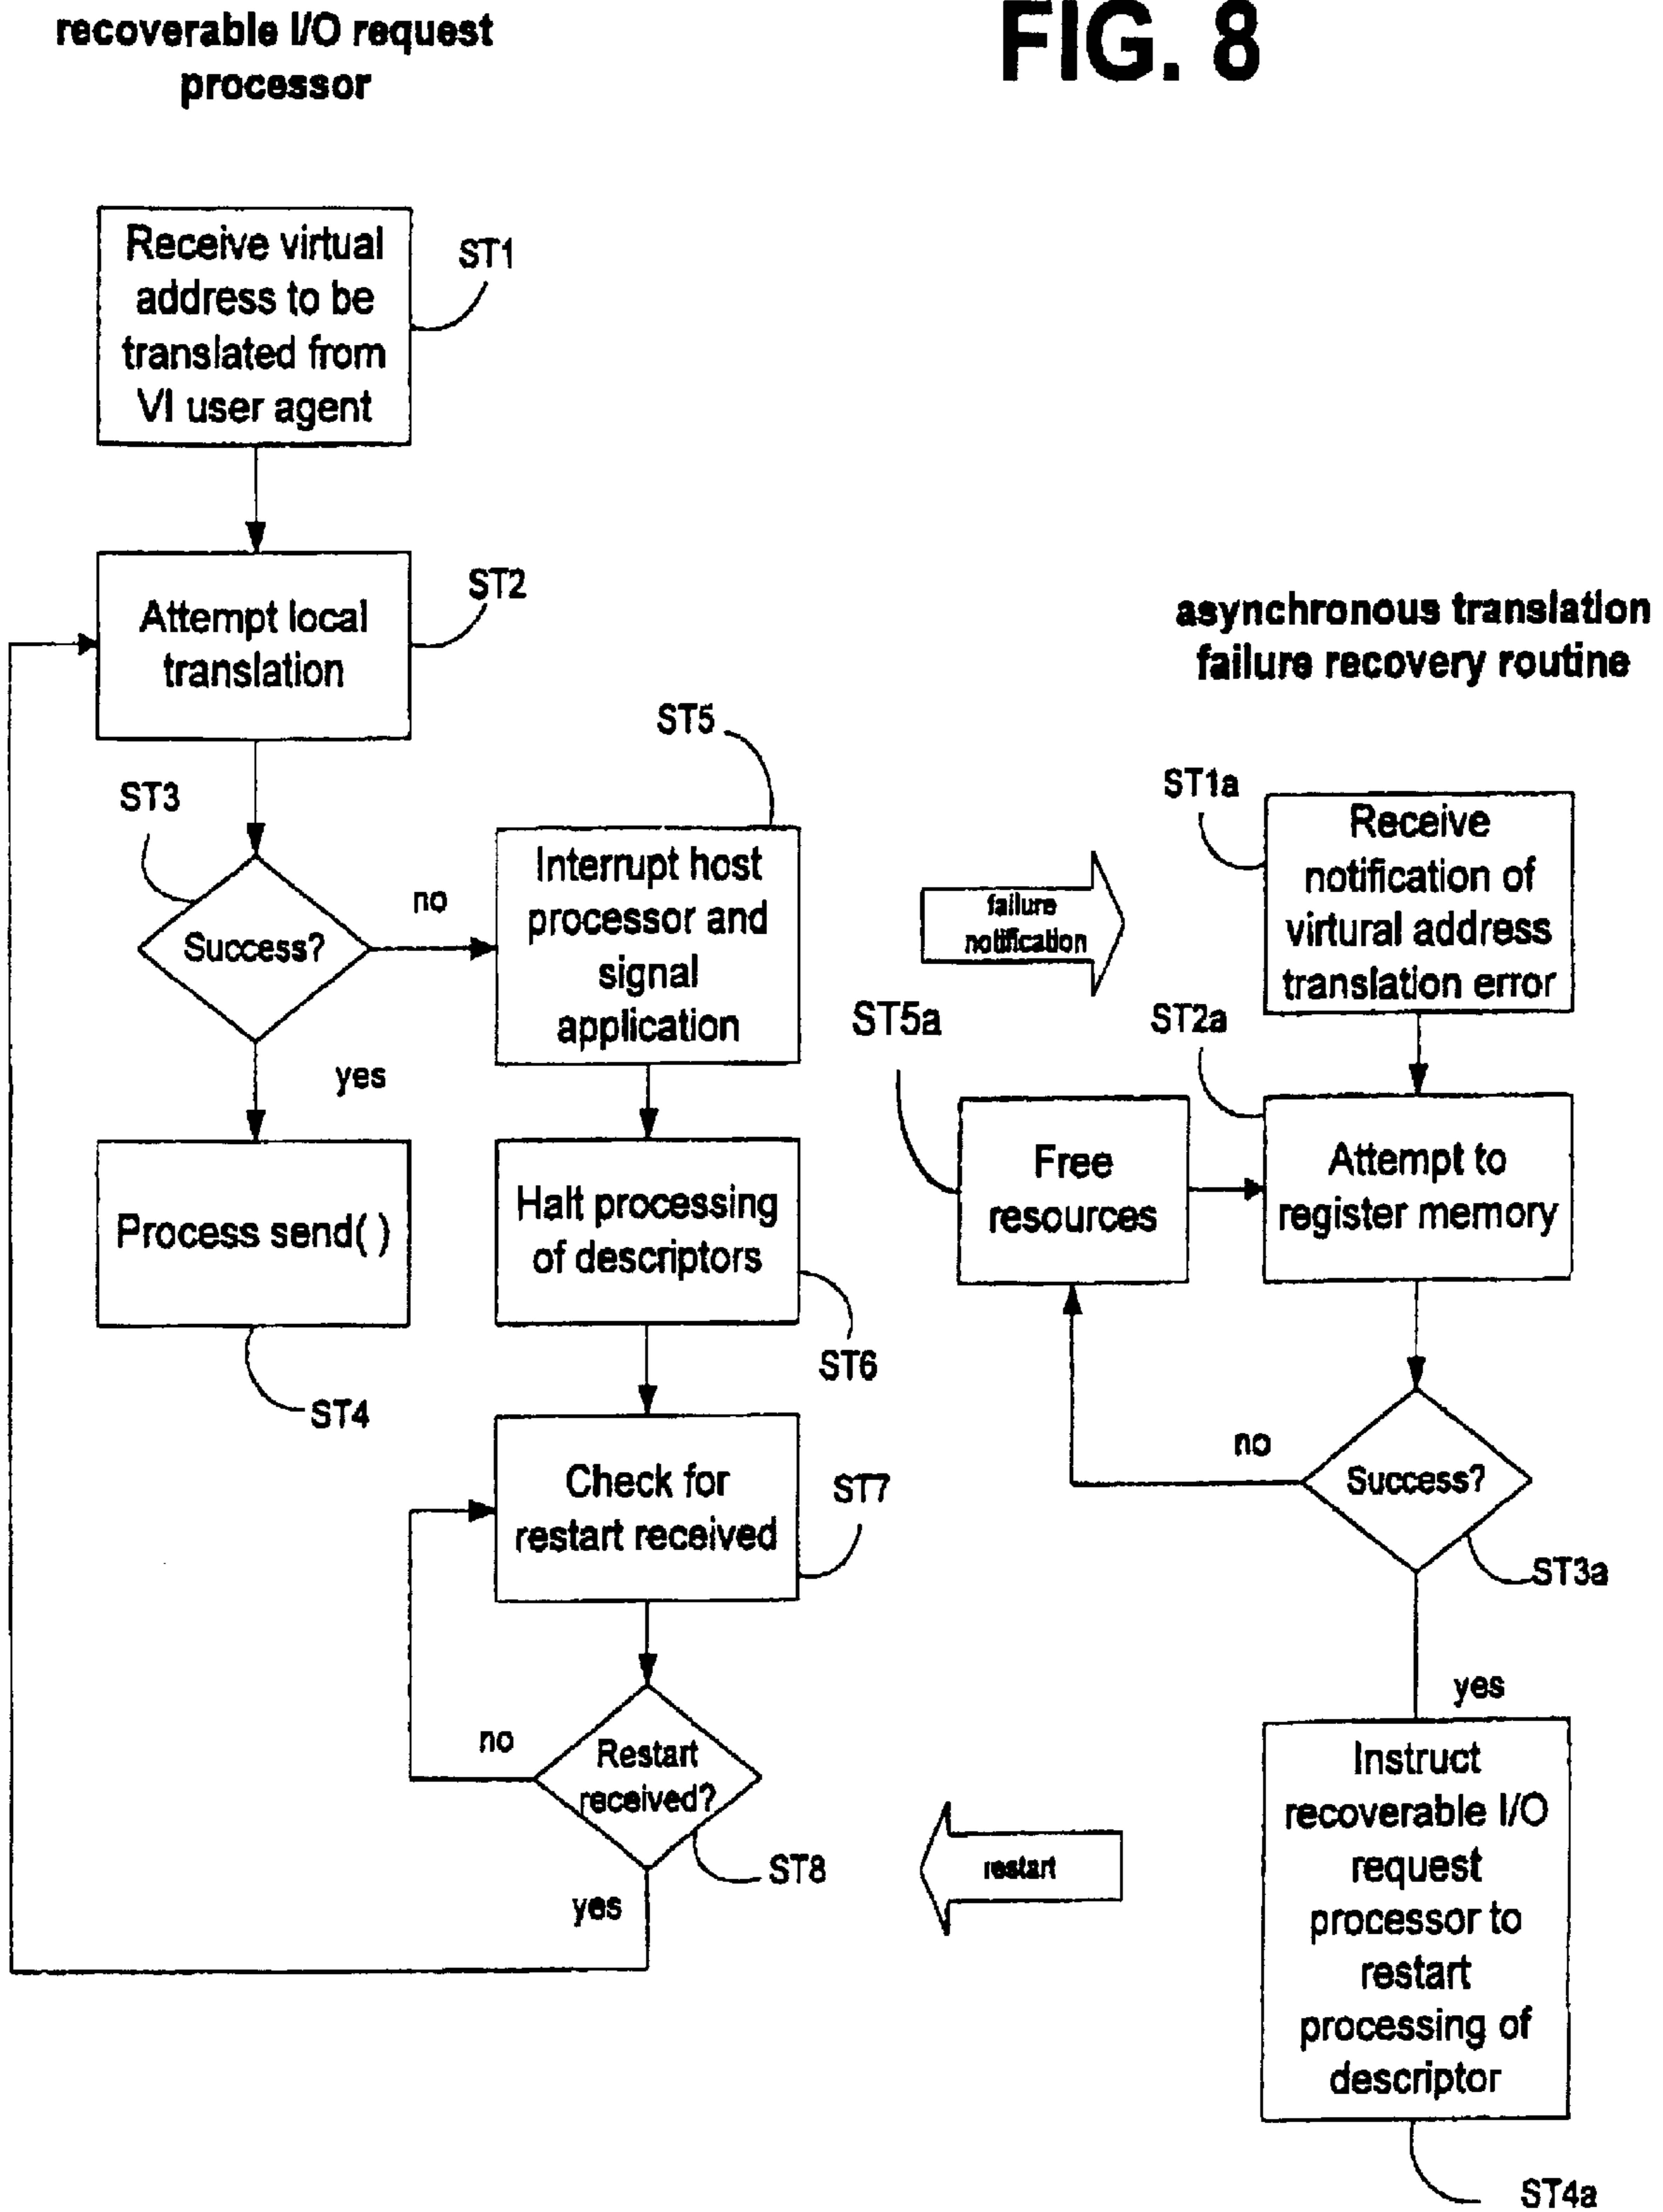 recoverable I/O request
processor
FIG. 8
Receive virtual
address to be
translated from
VI user agent
ST1
Attempt local
translation
ST2
ST3
Success?
no
yes
Process send( )
ST4
ST5
Interrupt host
processor and
signal
application
Halt processing
of descriptors
ST6
Check for
restart received
ST7
Restart
received?
no
yes
ST8
failure
notification
restart
asynchronous translation
failure recovery routine
ST1a
Receive
notification of
virtural address
translation error
ST2a
Attempt to
register memory
ST5a
Free
resources
Success?
no
yes
ST3a
Instruct
recoverable I/O
request
processor to
restart
processing of
descriptor
ST4a